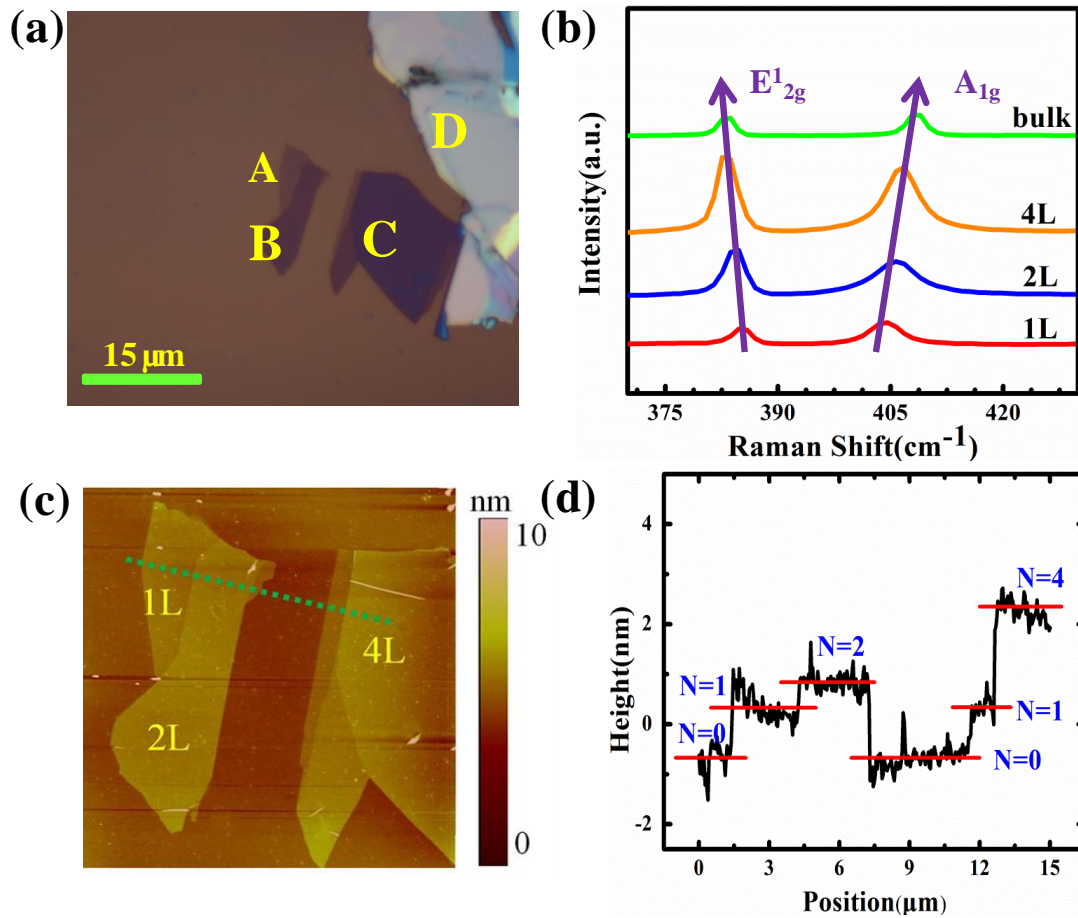 (a)
A
B
C
D
15 μm
(b)
E¹2g
A1g
bulk
4L
2L
1L
Intensity(a.u.)
375 390 405 420
Raman Shift(cm⁻¹)
(c)
nm
10
0
1L
2L
4L
(d)
4
2
0
-2
Height(nm)
N=0
N=1
N=2
N=0
N=1
N=4
0 3 6 9 12 15
Position(μm)